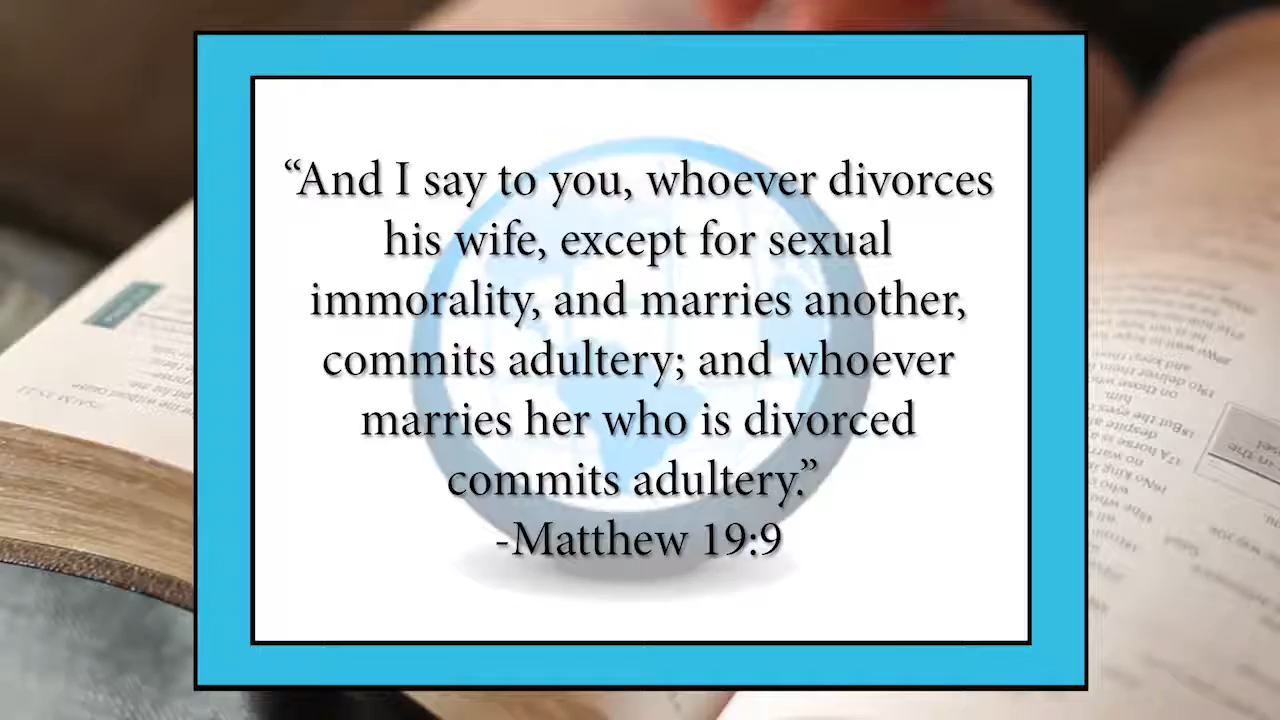 “And I say to you, whoever divorces
his wife, except for sexual
immorality, and marries another,
commits adultery; and whoever
marries her who is divorced
commits adultery.”
-Matthew 19:9